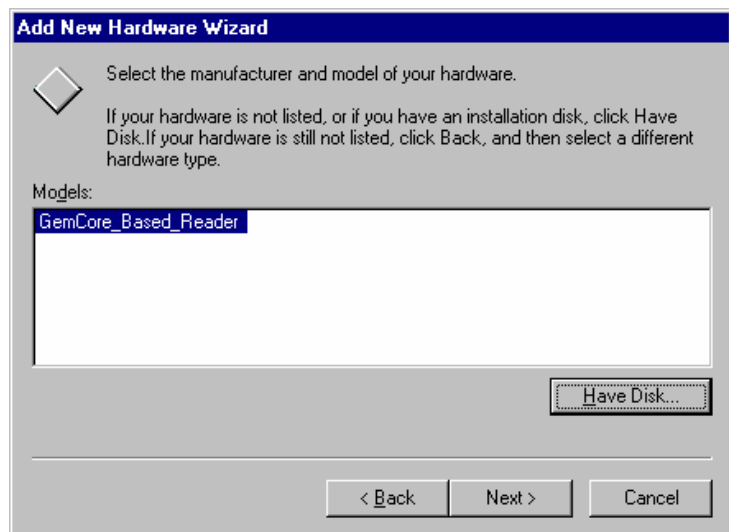 Add New Hardware Wizard
Select the manufacturer and model of your hardware.
If your hardware is not listed, or if you have an installation disk, click Have
Disk.If your hardware is still not listed, click Back, and then select a different
hardware type.
Models:
GemCore_Based_Reader
Have Disk...
< Back
Next >
Cancel